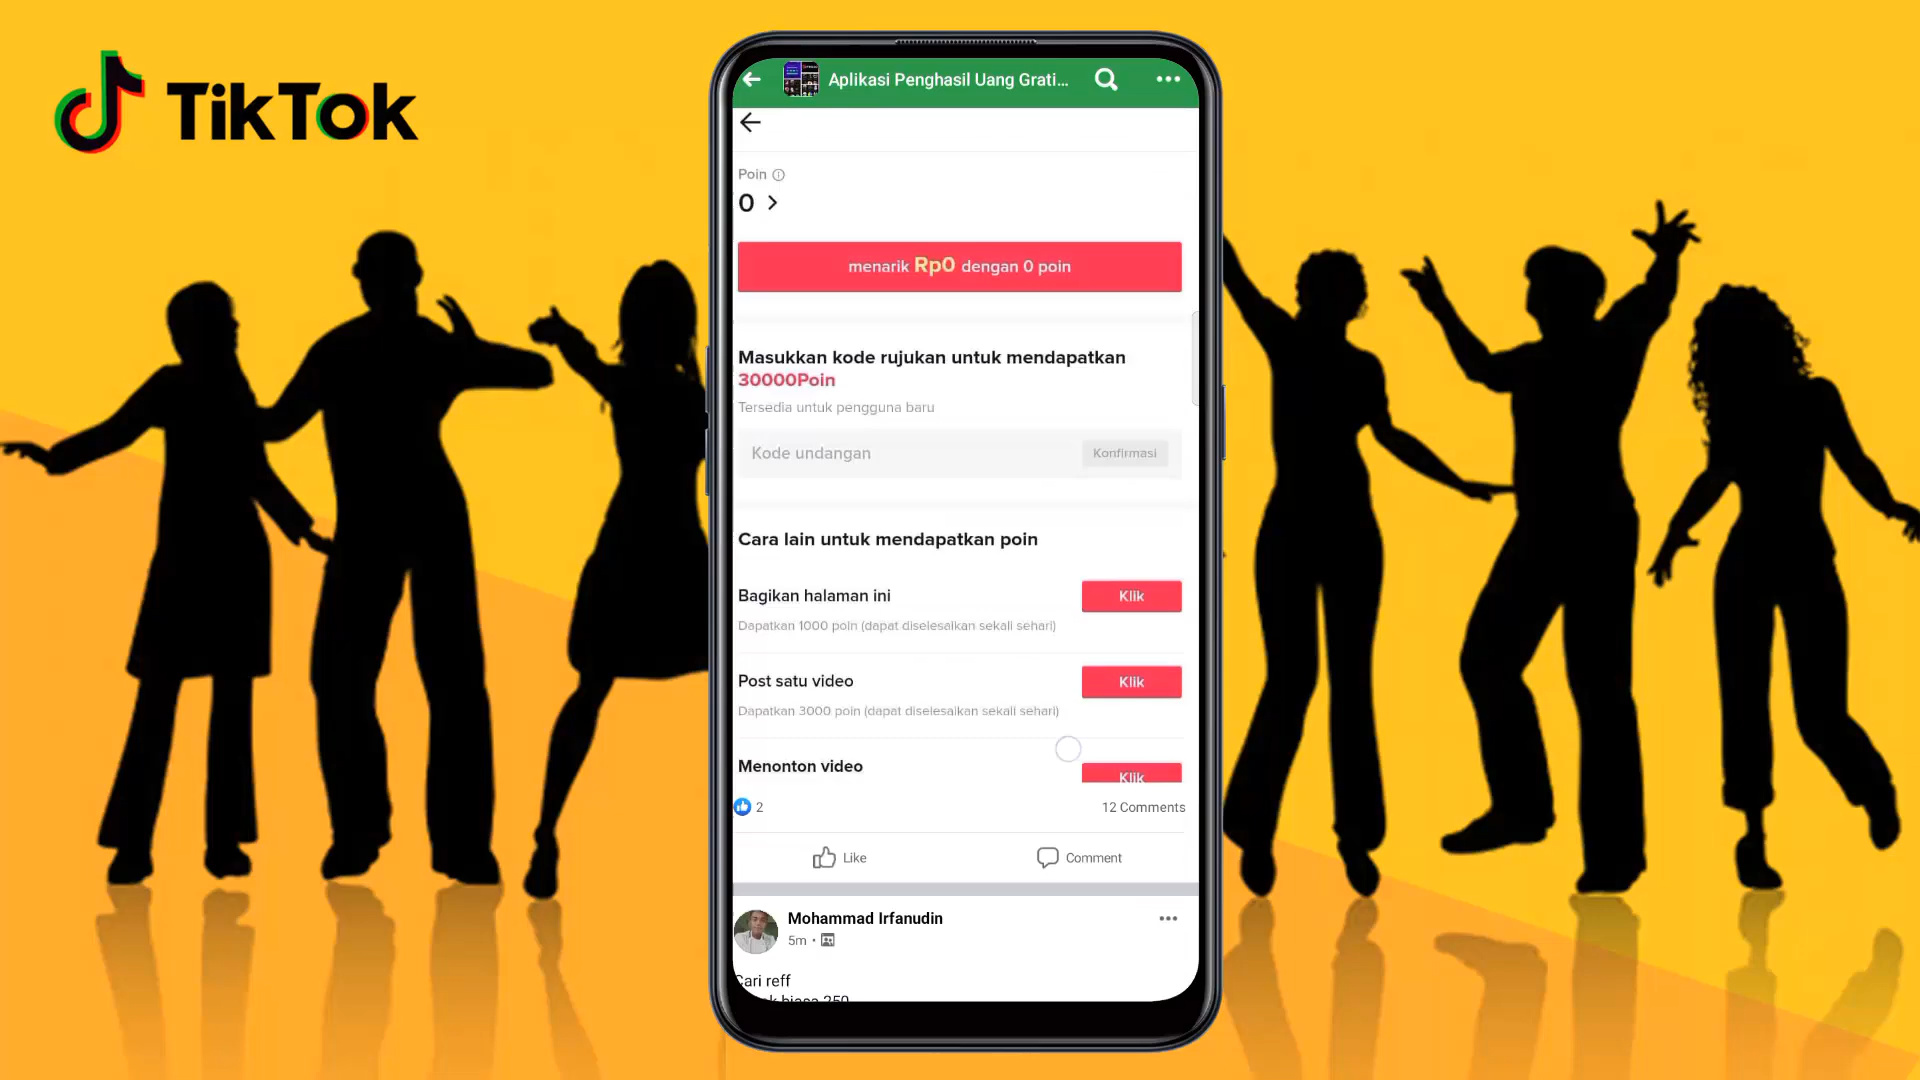 TikTok
Aplikasi Penghasil Uang Grati...
Poin
0
menarik Rp0 dengan 0 poin
Masukkan kode rujukan untuk mendapatkan
30000Poin
Tersedia untuk pengguna baru
Kode undangan
Konfirmasi
Cara lain untuk mendapatkan poin
Bagikan halaman ini
Klik
Dapatkan 1000 poin (dapat diselesaikan sekali sehari)
Post satu video
Klik
Dapatkan 3000 poin (dapat diselesaikan sekali sehari)
Menonton video
Klik
2
12 Comments
Like
Comment
Mohammad Irfanudin
5m
Cari reff
biasa 250